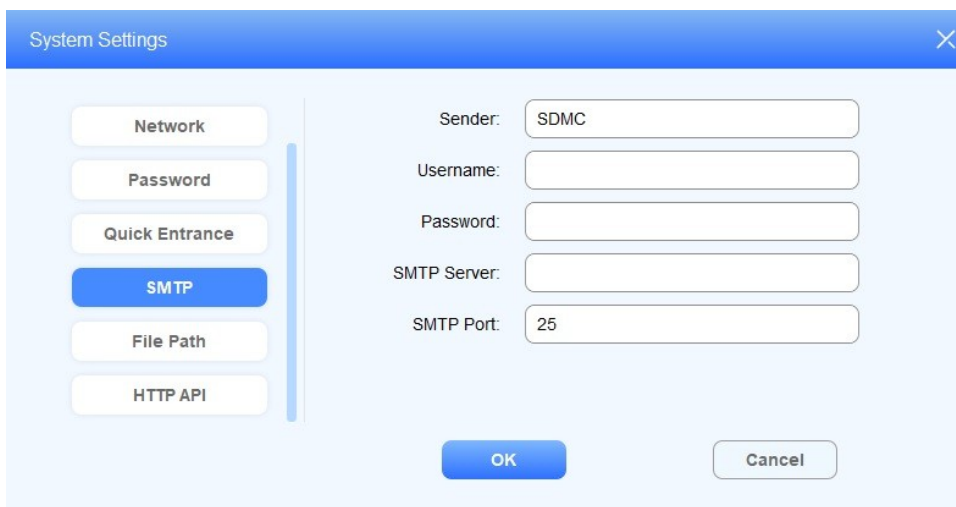 System Settings
Network
Password
Quick Entrance
SMTP
File Path
HTTP API
Sender: SDMC
Username:
Password:
SMTP Server:
SMTP Port: 25
OK
Cancel